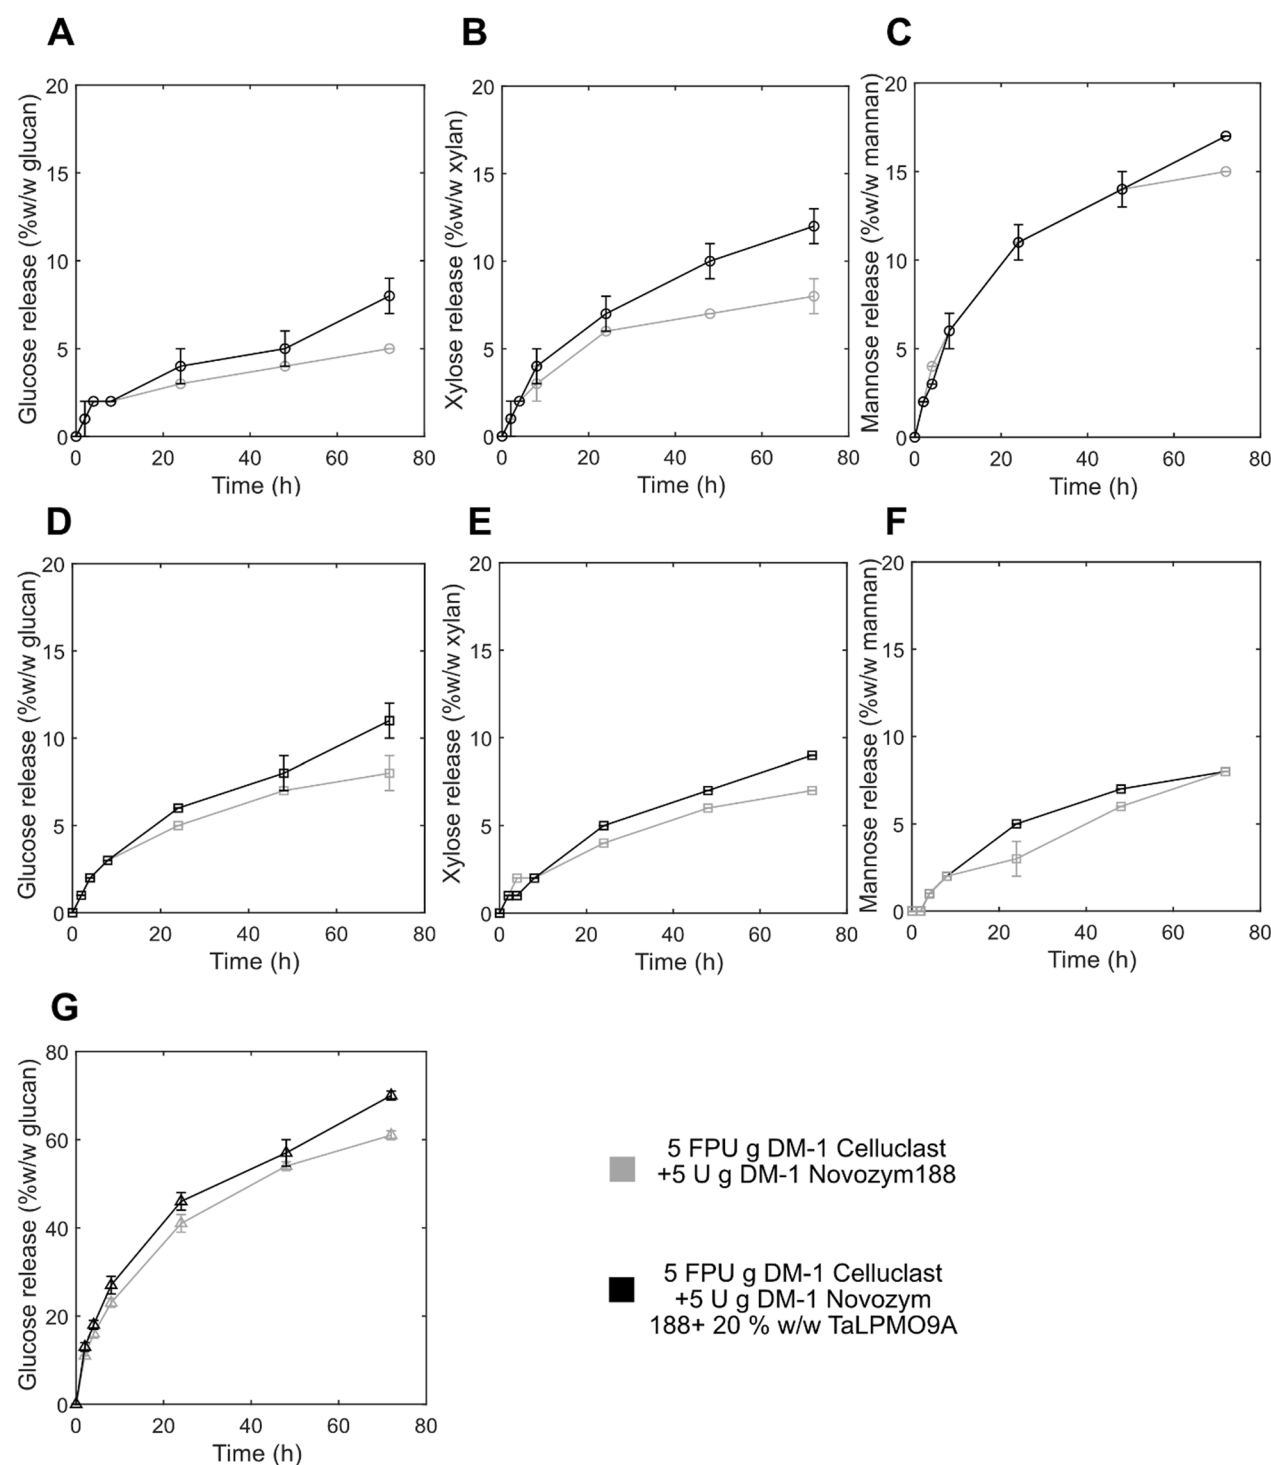 A
B
C
20
15
10
5
0
0 20 40 60 80
Glucose release (%w/w glucan)
Time (h)
20
15
10
5
0
0 20 40 60 80
Xylose release (%w/w xylan)
Time (h)
20
15
10
5
0
0 20 40 60 80
Mannose release (%w/w mannan)
Time (h)
D
E
F
20
15
10
5
0
0 20 40 60 80
Glucose release (%w/w glucan)
Time (h)
20
15
10
5
0
0 20 40 60 80
Xylose release (%w/w xylan)
Time (h)
20
15
10
5
0
0 20 40 60 80
Mannose release (%w/w mannan)
Time (h)
G
80
60
40
20
0
0 20 40 60 80
Glucose release (%w/w glucan)
Time (h)
5 FPU g DM-1 Celluclast
+5 U g DM-1 Novozym188
5 FPU g DM-1 Celluclast
+5 U g DM-1 Novozym
188+ 20 % w/w TaLPMO9A